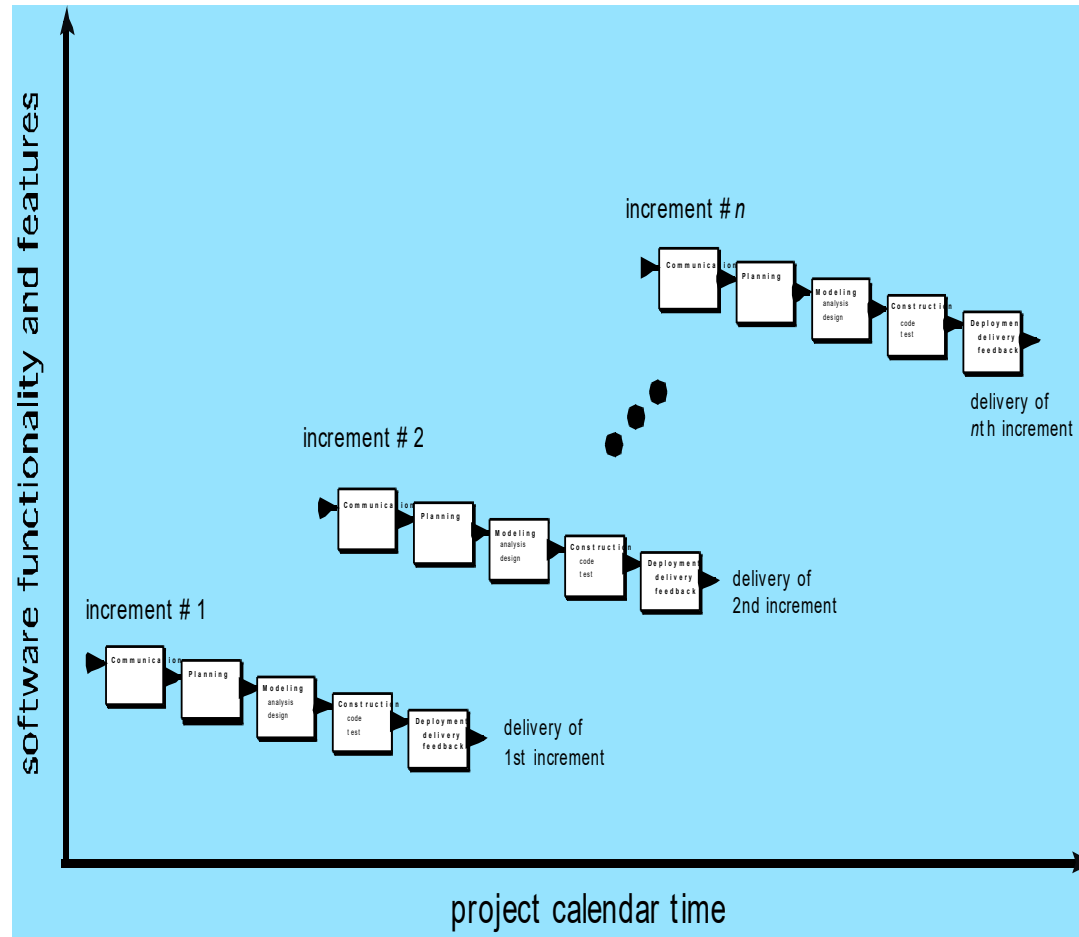 software functionality and features
increment # n
Communication
Planning
Modeling
analysis
design
Construction
code
test
Deployment
delivery
feedback
delivery of
nth increment
increment # 2
Communication
Planning
Modeling
analysis
design
Construction
code
test
Deployment
delivery
feedback
delivery of
2nd increment
increment # 1
Communication
Planning
Modeling
analysis
design
Construction
code
test
Deployment
delivery
feedback
delivery of
1st increment
project calendar time